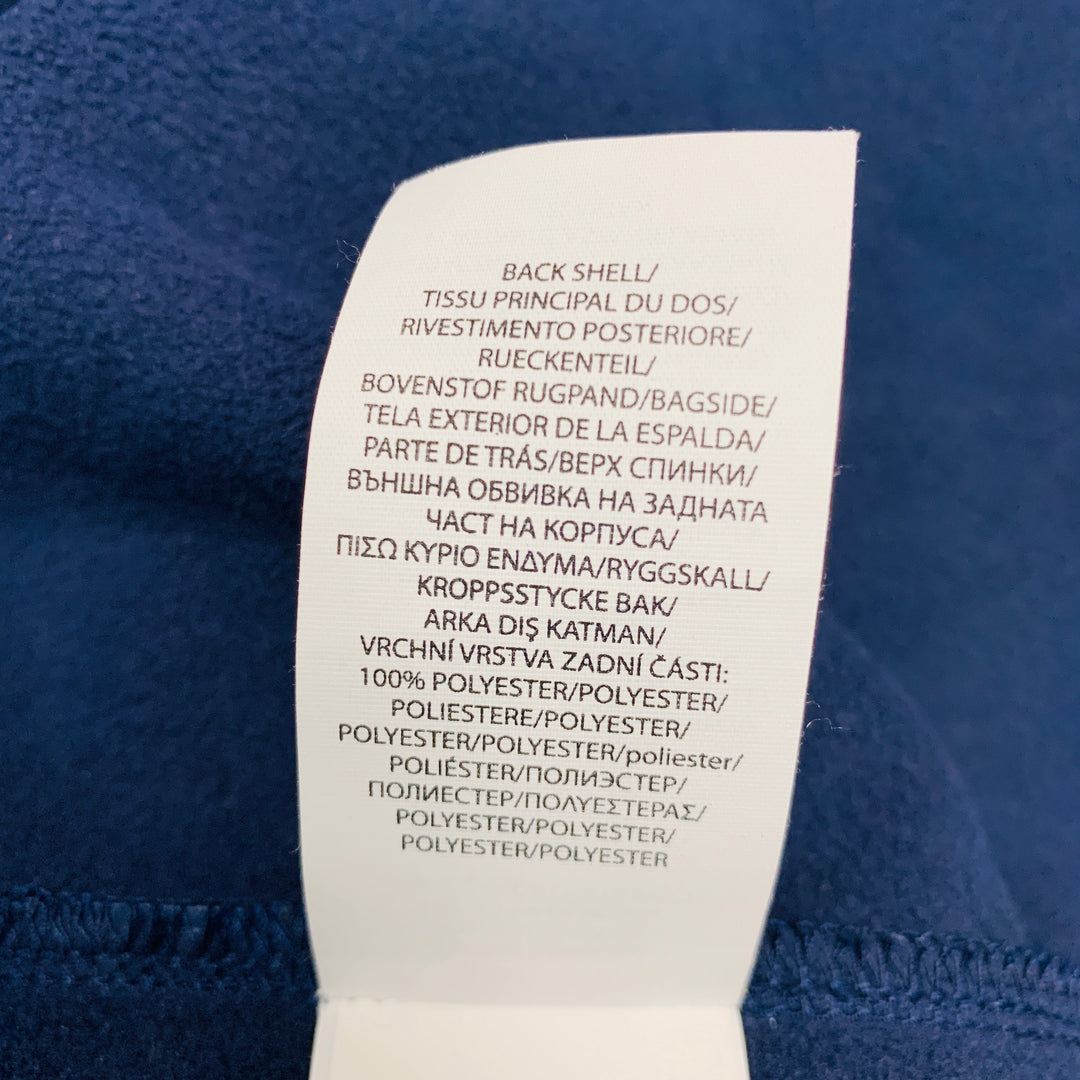 BACK SHELL/
TISSU PRINCIPAL DU DOS/
RIVESTIMENTO POSTERIORE/
RUECKENTEIL/
BOVENSTOF RUGPAND/BAGSIDE/
TELA EXTERIOR DE LA ESPALDA/
PARTE DE TRÁS/ВЕРХ СПИНКИ/
ВЪНШНА ОБВИВКА НА ЗАДНАТА
ЧАСТ НА КОРПУСА/
ΠΙΣΩ ΚΥΡΙΟ ΕΝΔΥΜΑ/RYGGSKALL/
KROPPSSTYCKE BAK/
ARKA DIŞ KATMAN/
VRCHNÍ VRSTVA ZADNÍ ČÁSTI:
100% POLYESTER/POLYESTER/
POLIESTERE/POLYESTER/
POLYESTER/POLYESTER/poliester/
POLIÉSTER/ПОЛИЭСТЕР/
ПОЛИЕСТЕР/ΠΟΛΥΕΣΤΕΡΑΣ/
POLYESTER/POLYESTER/
POLYESTER/POLYESTER